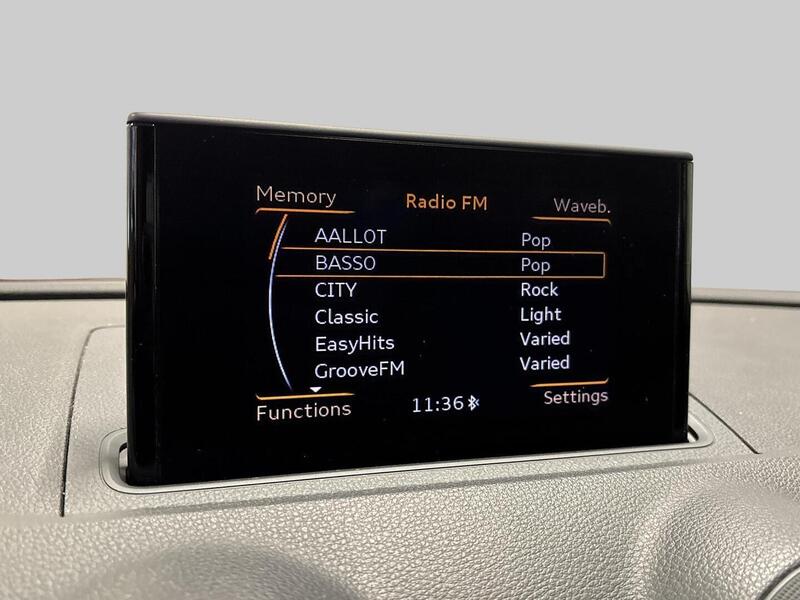 Memory Radio FM Waveb.
AALLOT Pop
BASSO Pop
CITY Rock
Classic Light
EasyHits Varied
GrooveFM Varied
Functions 11:36 Settings